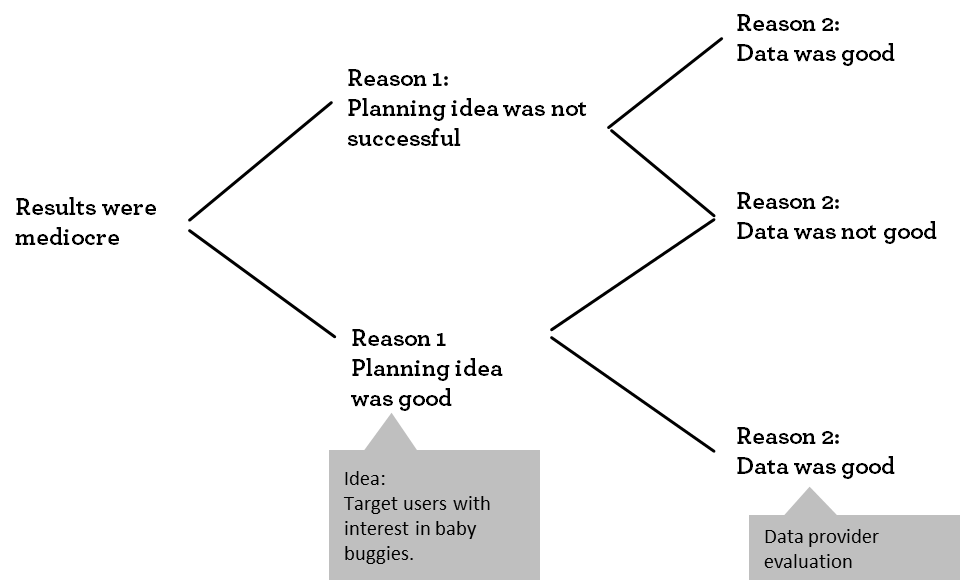 Results were
mediocre
Reason 1:
Planning idea was not
successful
Reason 1
Planning idea
was good
Idea:
Target users with
interest in baby
buggies.
Reason 2:
Data was good
Reason 2:
Data was not good
Reason 2:
Data was good
Data provider
evaluation